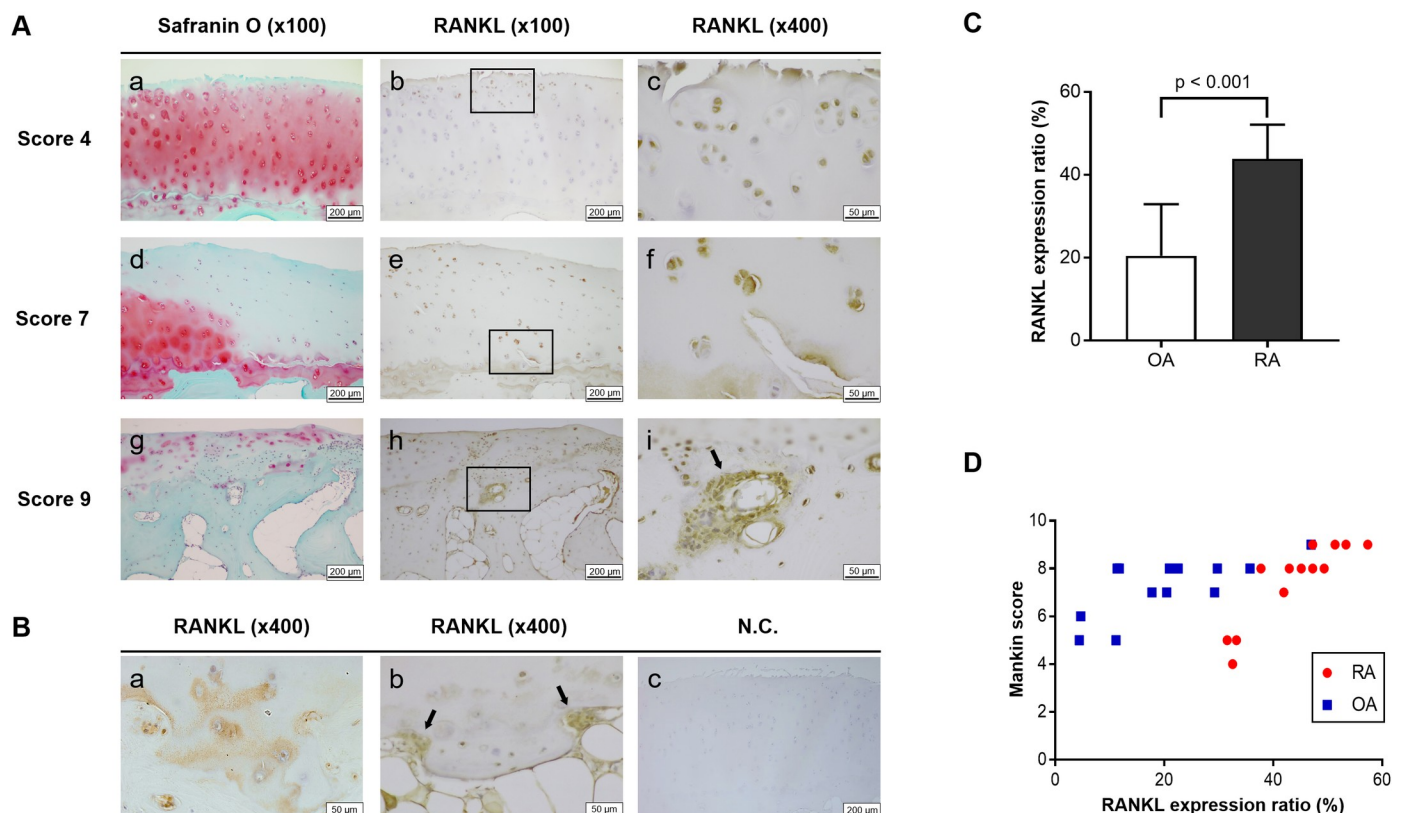 A
Safranin O (x100) RANKL (x100) RANKL (x400)
Score 4
a b c
200 µm 200 µm 50 µm
Score 7
d e f
200 µm 200 µm 50 µm
Score 9
g h i
200 µm 200 µm 50 µm
B
RANKL (x400) RANKL (x400) N.C.
a b c
50 µm 50 µm 200 µm
C
p < 0.001
RANKL expression ratio (%)
60
40
20
0
OA RA
D
Mankin score
10
8
6
4
2
0
RA
OA
0 20 40 60
RANKL expression ratio (%)